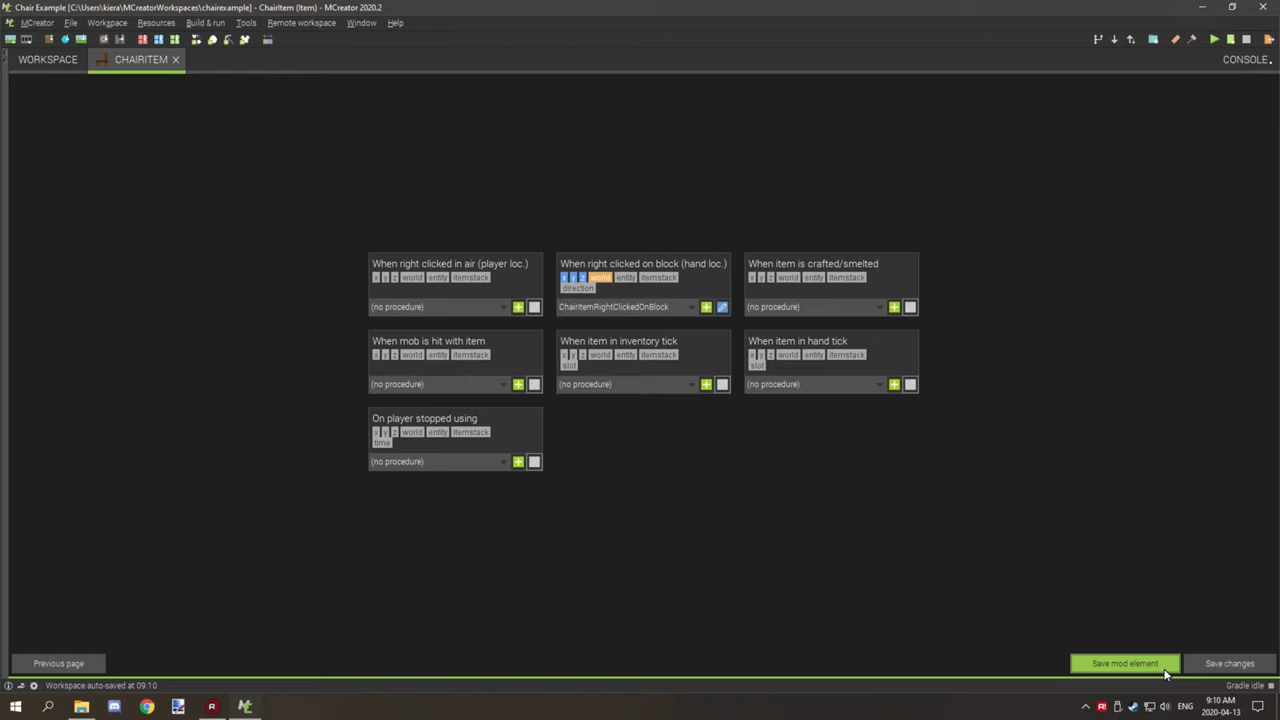 Chair Example [C:\Users\kiera\MCreatorWorkspaces\chairexample] - ChairItem (Item) - MCreator 2020.2
MCreator File Workspace Resources Build & run Tools Remote workspace Window Help
WORKSPACE CHAIRITEM CONSOLE
When right clicked in air (player loc.)
x y z world entity itemstack
(no procedure)
When right clicked on block (hand loc.)
x y z world entity itemstack
direction
ChairItemRightClickedOnBlock
When item is crafted/smelted
x y z world entity itemstack
(no procedure)
When mob is hit with item
x y z world entity itemstack
(no procedure)
When item in inventory tick
x y z world entity itemstack
slot
(no procedure)
When item in hand tick
x y z world entity itemstack
slot
(no procedure)
On player stopped using
x y z world entity itemstack
time
(no procedure)
Previous page Save mod element Save changes
Workspace auto-saved at 09:10 Gradle idle
ENG 9:10 AM
2020-04-13